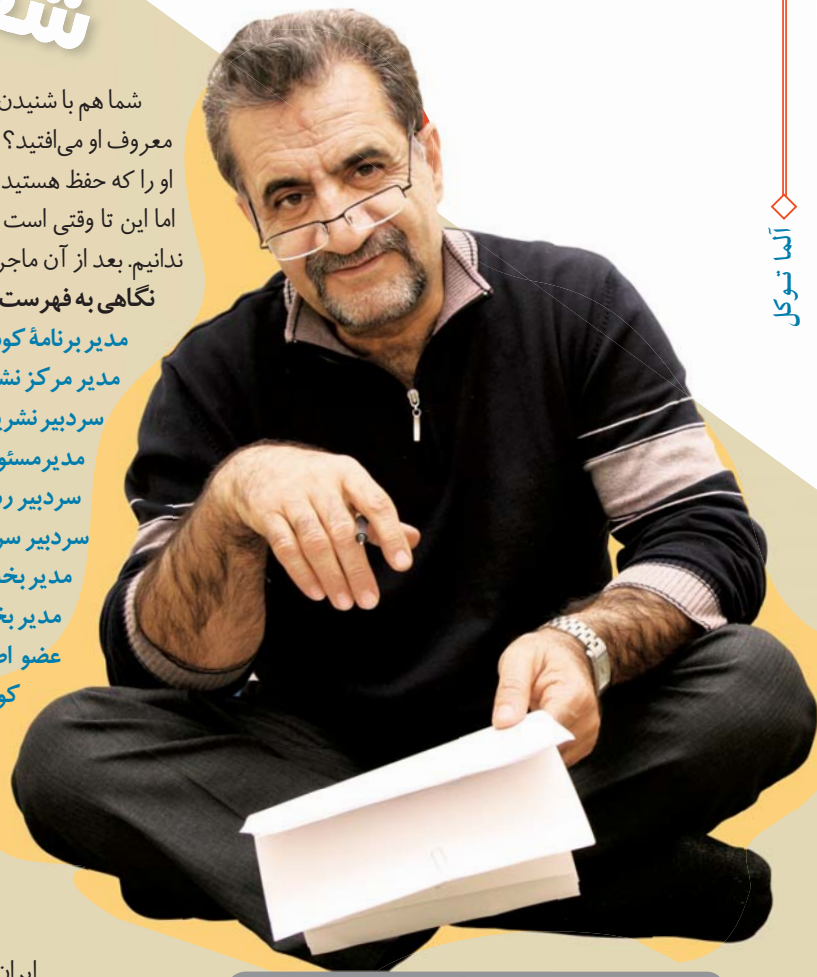 شما هم با شنیدن
معروف او می‌افتید؟
او را که حفظ هستید
اما این تا وقتی است
ندانیم. بعد از آن ماجر
نگاهی به فهرست
مدیر برنامهٔ کو
مدیر مرکز نش
سردبیر نشری
مدیرمسئو
سردبیر ر
سردبیر سر
مدیر بخ
مدیر بخ
عضو ا
کو
ایران
آلما توکل